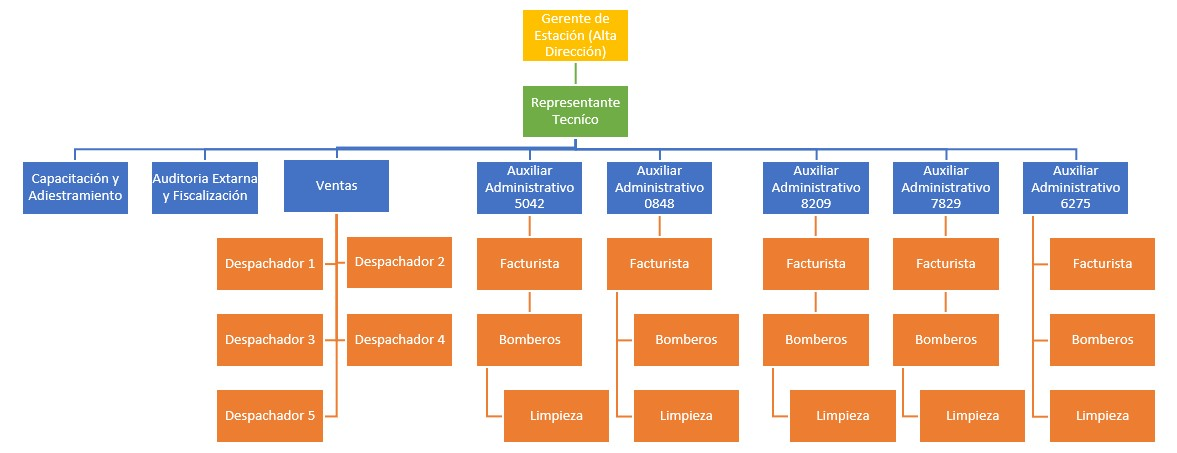 Gerente de
Estación (Alta
Dirección)
Representante
Tecníco
Capacitación y
Adiestramiento
Auditoria Extarna
y Fiscalización
Ventas
Auxiliar
Administrativo
5042
Auxiliar
Administrativo
0848
Auxiliar
Administrativo
8209
Auxiliar
Administrativo
7829
Auxiliar
Administrativo
6275
Despachador 1
Despachador 2
Facturista
Facturista
Facturista
Facturista
Facturista
Despachador 3
Despachador 4
Bomberos
Bomberos
Bomberos
Bomberos
Bomberos
Despachador 5
Limpieza
Limpieza
Limpieza
Limpieza
Limpieza